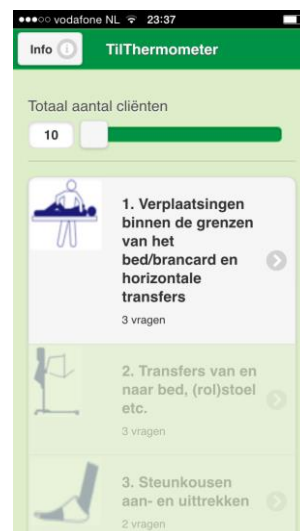 vodafone NL 23:37
Info
TilThermometer
Totaal aantal cliënten
10
1. Verplaatsingen
binnen de grenzen
van het
bed/brancard en
horizontale
transfers
3 vragen
2. Transfers van en
naar bed, (rol)stoel
etc.
3 vragen
3. Steunkousen
aan- en uittrekken
2 vragen